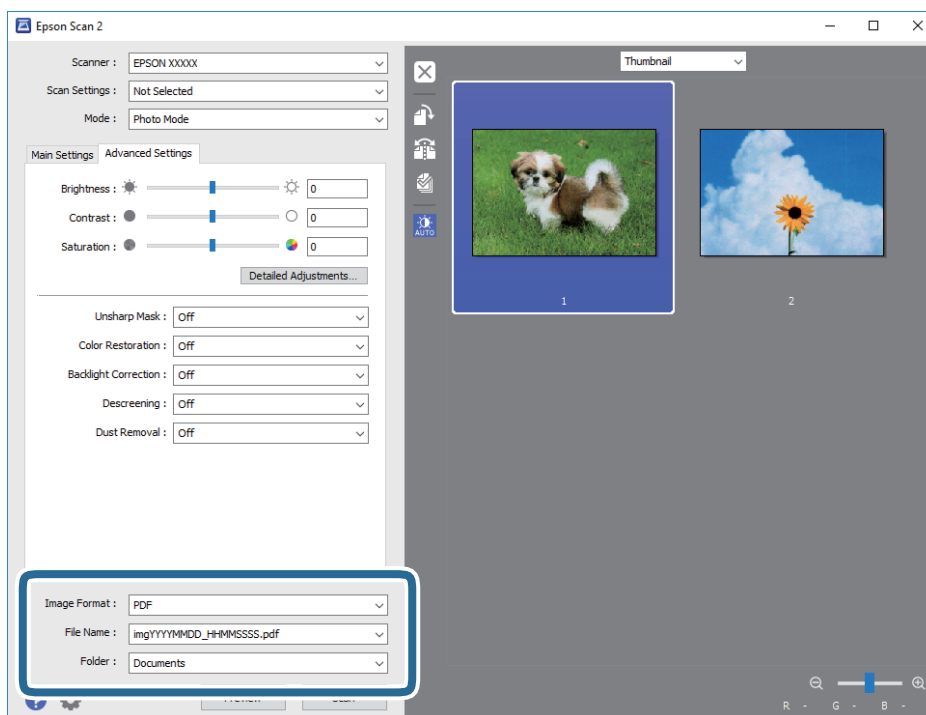 Epson Scan 2
Scanner : EPSON XXXXX
Scan Settings : Not Selected
Mode : Photo Mode
Main Settings Advanced Settings
Brightness : 0
Contrast : 0
Saturation : 0
Detailed Adjustments...
Unsharp Mask : Off
Color Restoration : Off
Backlight Correction : Off
Descreening : Off
Dust Removal : Off
Image Format : PDF
File Name : imgYYYYMMDD_HHMMSSSS.pdf
Folder : Documents
Preview Scan
Thumbnail
AUTO
1 2
R - G - B -